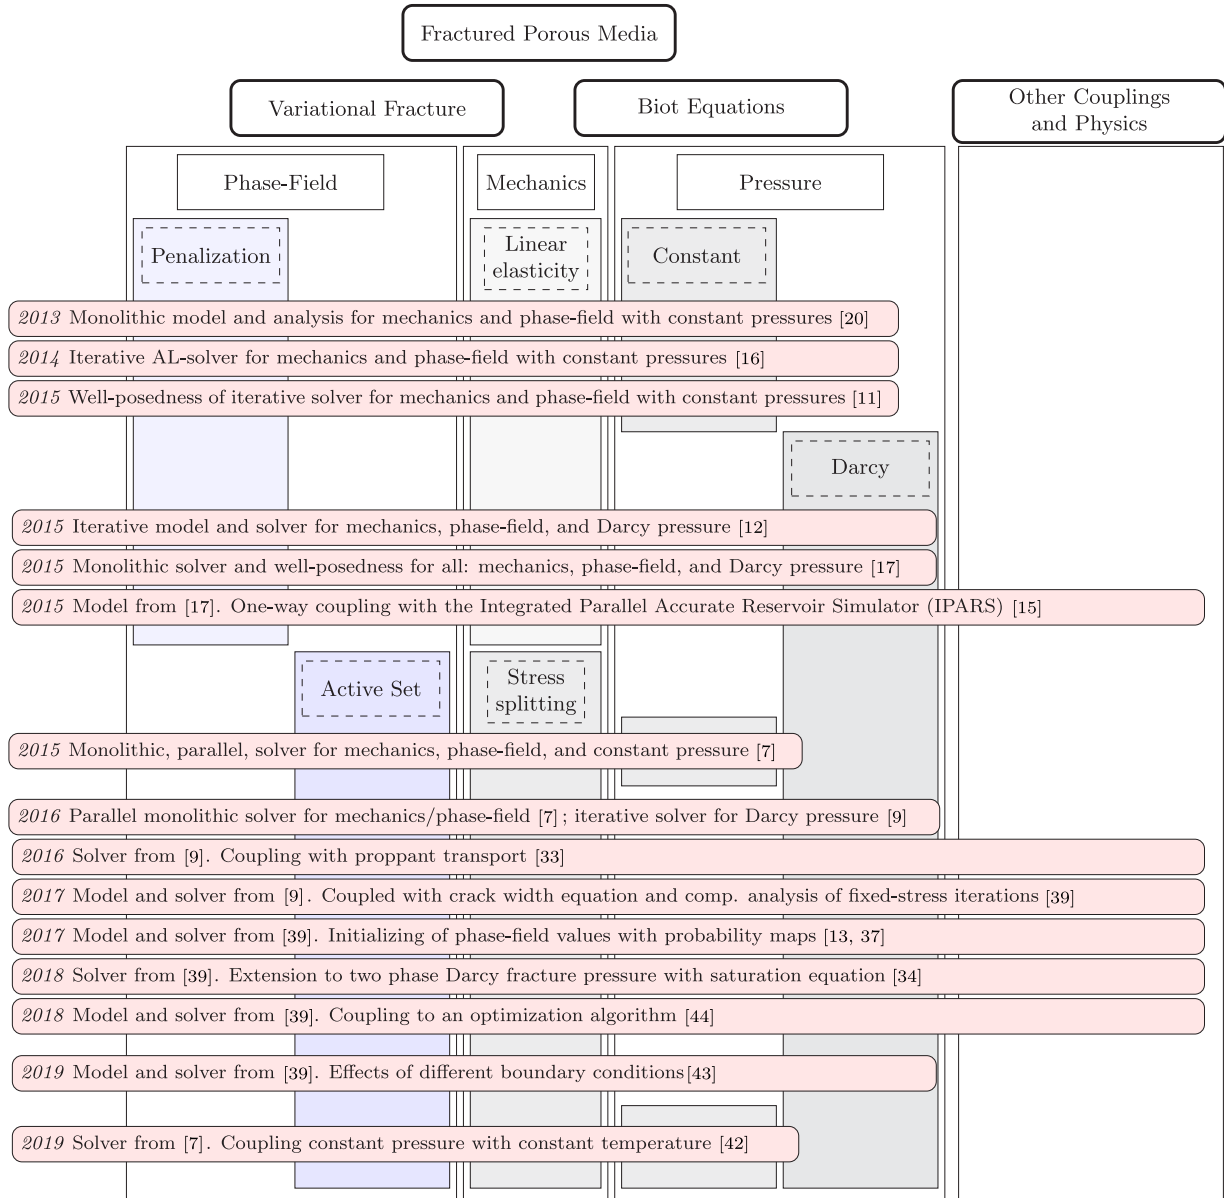 Fractured Porous Media
Variational Fracture
Biot Equations
Other Couplings
and Physics
Phase-Field
Mechanics
Pressure
Penalization
Linear
elasticity
Constant
2013 Monolithic model and analysis for mechanics and phase-field with constant pressures [20]
2014 Iterative AL-solver for mechanics and phase-field with constant pressures [16]
2015 Well-posedness of iterative solver for mechanics and phase-field with constant pressures [11]
Darcy
2015 Iterative model and solver for mechanics, phase-field, and Darcy pressure [12]
2015 Monolithic solver and well-posedness for all: mechanics, phase-field, and Darcy pressure [17]
2015 Model from [17]. One-way coupling with the Integrated Parallel Accurate Reservoir Simulator (IPARS) [15]
Active Set
Stress
splitting
2015 Monolithic, parallel, solver for mechanics, phase-field, and constant pressure [7]
2016 Parallel monolithic solver for mechanics/phase-field [7]; iterative solver for Darcy pressure [9]
2016 Solver from [9]. Coupling with proppant transport [33]
2017 Model and solver from [9]. Coupled with crack width equation and comp. analysis of fixed-stress iterations [39]
2017 Model and solver from [39]. Initializing of phase-field values with probability maps [13, 37]
2018 Solver from [39]. Extension to two phase Darcy fracture pressure with saturation equation [34]
2018 Model and solver from [39]. Coupling to an optimization algorithm [44]
2019 Model and solver from [39]. Effects of different boundary conditions[43]
2019 Solver from [7]. Coupling constant pressure with constant temperature [42]